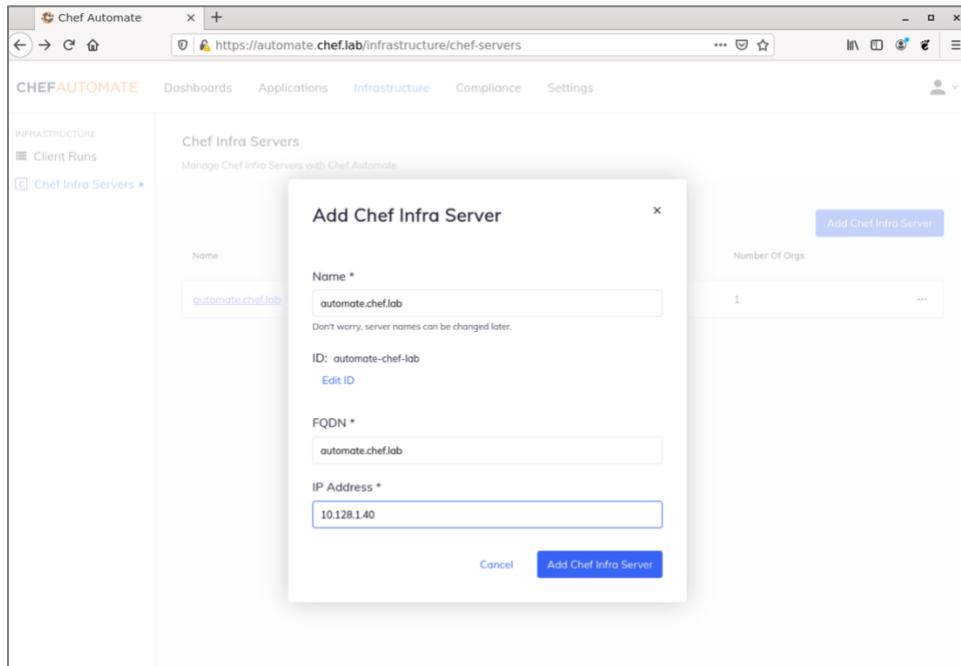 Chef Automate
https://automate.chef.lab/infrastructure/chef-servers
CHEFAUTOMATE Dashboards Applications Infrastructure Compliance Settings
INFRASTRUCTURE
Client Runs
Chef Infra Servers
Chef Infra Servers
Manage Chef Infra Servers with Chef Automate.
Add Chef Infra Server
Name Number Of Orgs
automate.chef.lab 1 ...
Add Chef Infra Server
Name *
automate.chef.lab
Don't worry, server names can be changed later.
ID: automate-chef-lab
Edit ID
FQDN *
automate.chef.lab
IP Address *
10.128.1.40
Cancel Add Chef Infra Server